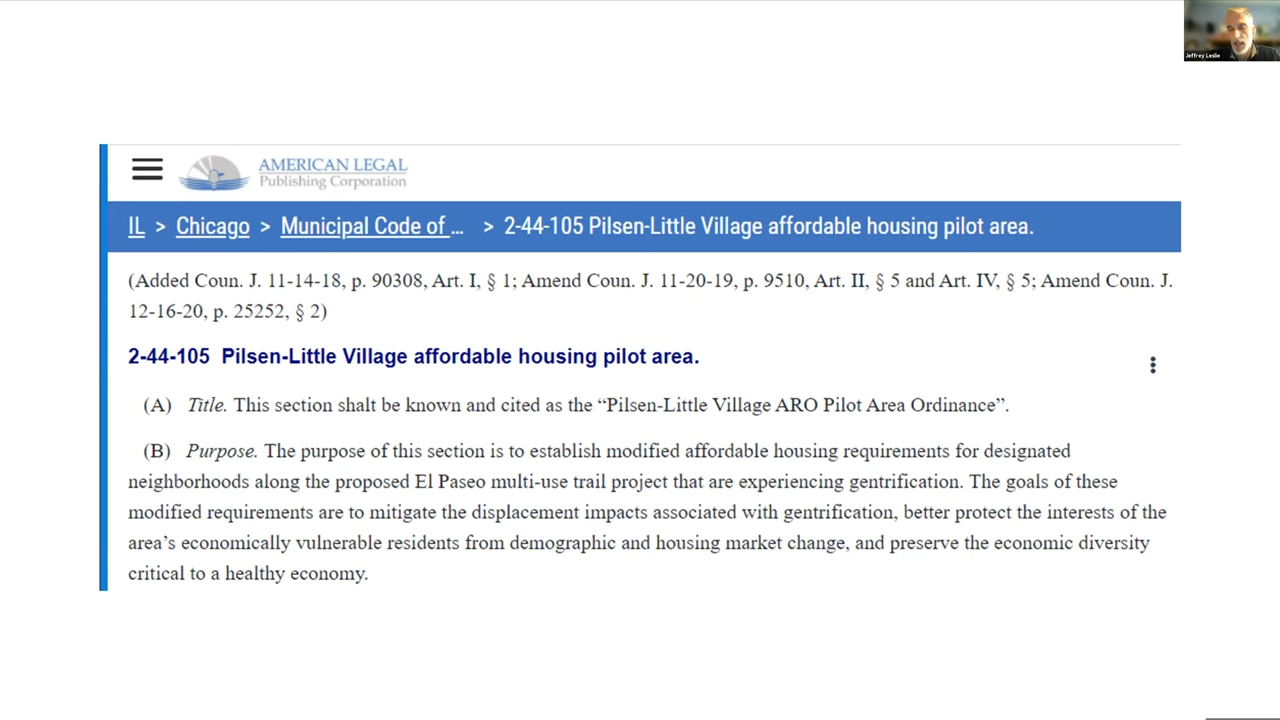 Jeffrey Leslie
AMERICAN LEGAL
Publishing Corporation
IL > Chicago > Municipal Code of ... > 2-44-105 Pilsen-Little Village affordable housing pilot area.
(Added Coun. J. 11-14-18, p. 90308, Art. I, § 1; Amend Coun. J. 11-20-19, p. 9510, Art. II, § 5 and Art. IV, § 5; Amend Coun. J.
12-16-20, p. 25252, § 2)
2-44-105 Pilsen-Little Village affordable housing pilot area.
(A) Title. This section shalt be known and cited as the “Pilsen-Little Village ARO Pilot Area Ordinance”.
(B) Purpose. The purpose of this section is to establish modified affordable housing requirements for designated
neighborhoods along the proposed El Paseo multi-use trail project that are experiencing gentrification. The goals of these
modified requirements are to mitigate the displacement impacts associated with gentrification, better protect the interests of the
area’s economically vulnerable residents from demographic and housing market change, and preserve the economic diversity
critical to a healthy economy.